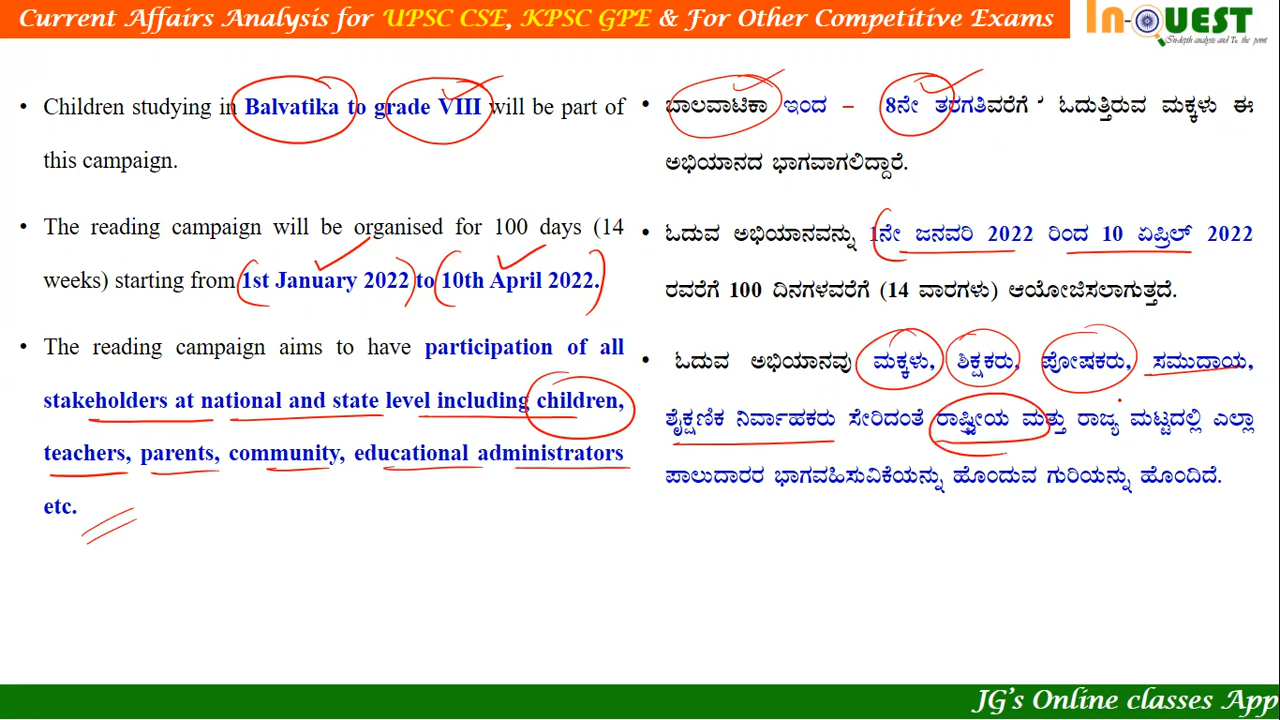 Current Affairs Analysis for UPSC CSE, KPSC GPE & For Other Competitive Exams
In-QUEST
In-depth analysis and To the point
• Children studying in Balvatika to grade VIII will be part of
this campaign.
• The reading campaign will be organised for 100 days (14
weeks) starting from 1st January 2022 to 10th April 2022.
• The reading campaign aims to have participation of all
stakeholders at national and state level including children,
teachers, parents, community, educational administrators
etc.
• ಬಾಲವಾಟಿಕಾ ಇಂದ – 8ನೇ ತರಗತಿವರೆಗೆ ಓದುತ್ತಿರುವ ಮಕ್ಕಳು ಈ
ಅಭಿಯಾನದ ಭಾಗವಾಗಲಿದ್ದಾರೆ.
• ಓದುವ ಅಭಿಯಾನವನ್ನು 1ನೇ ಜನವರಿ 2022 ರಿಂದ 10 ಏಪ್ರಿಲ್ 2022
ರವರೆಗೆ 100 ದಿನಗಳವರೆಗೆ (14 ವಾರಗಳು) ಆಯೋಜಿಸಲಾಗುತ್ತದೆ.
• ಓದುವ ಅಭಿಯಾನವು ಮಕ್ಕಳು, ಶಿಕ್ಷಕರು, ಪೋಷಕರು, ಸಮುದಾಯ,
ಶೈಕ್ಷಣಿಕ ನಿರ್ವಾಹಕರು ಸೇರಿದಂತೆ ರಾಷ್ಟ್ರೀಯ ಮತ್ತು ರಾಜ್ಯ ಮಟ್ಟದಲ್ಲಿ ಎಲ್ಲಾ
ಪಾಲುದಾರರ ಭಾಗವಹಿಸುವಿಕೆಯನ್ನು ಹೊಂದುವ ಗುರಿಯನ್ನು ಹೊಂದಿದೆ.
JG's Online classes App